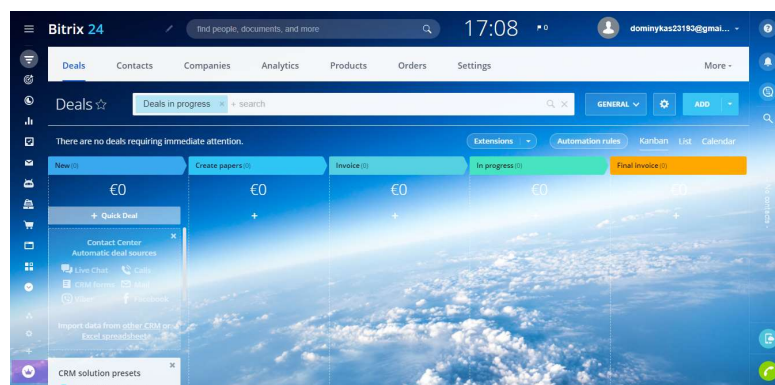 Bitrix 24
find people, documents, and more
17:08
0
dominykas23193@gmai...
Deals Contacts Companies Analytics Products Orders Settings More
Deals
Deals in progress × + search
GENERAL
ADD
There are no deals requiring immediate attention.
Extensions
Automation rules
Kanban List Calendar
New (0) Create papers (0) Invoice (0) In progress (0) Final invoice (0)
€0 €0 €0 €0 €0
+ Quick Deal + + +
Contact Center ×
Automatic deal sources
Live Chat Calls
CRM forms
Viber Facebook
Import data from other CRM or
Excel spreadsheets
CRM solution presets ×